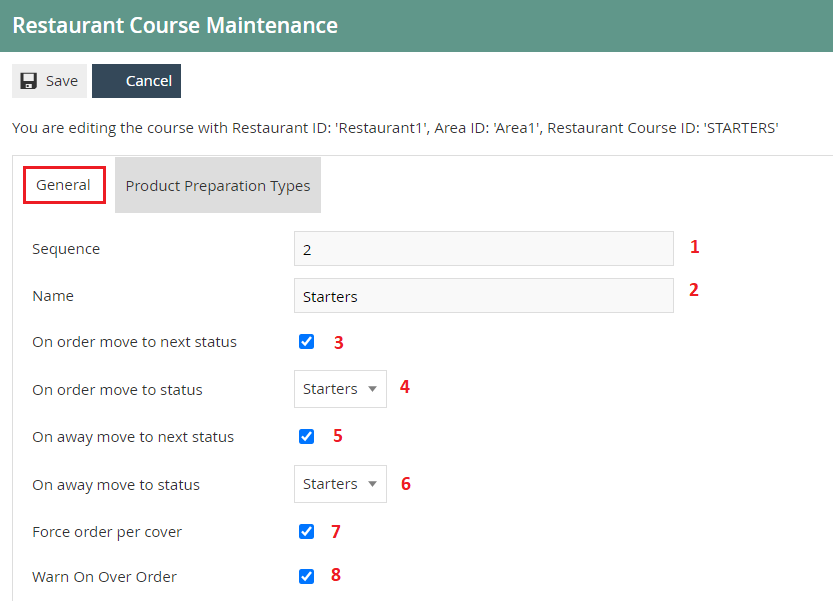 Restaurant Course Maintenance
Save Cancel
You are editing the course with Restaurant ID: 'Restaurant1', Area ID: 'Area1', Restaurant Course ID: 'STARTERS'
General Product Preparation Types
Sequence 2 1
Name Starters 2
On order move to next status 3
On order move to status Starters 4
On away move to next status 5
On away move to status Starters 6
Force order per cover 7
Warn On Over Order 8